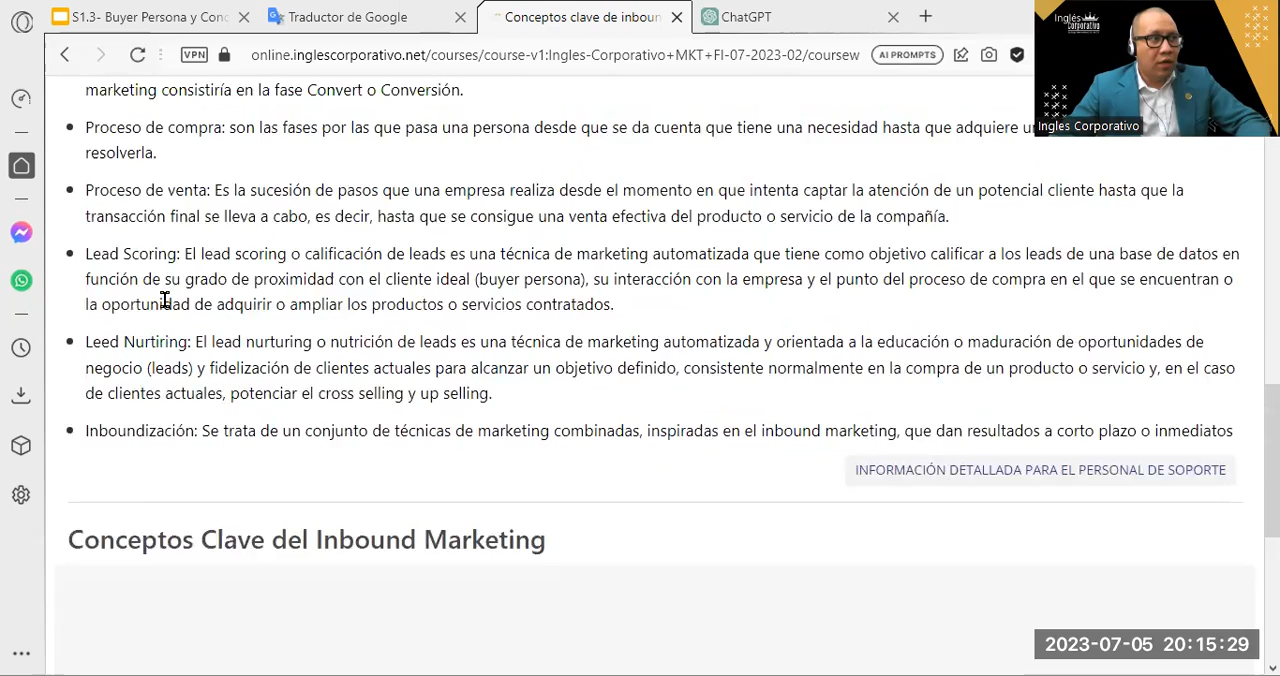 S1.3- Buyer Persona y Con
Traductor de Google
Conceptos clave de inboun
ChatGPT
VPN
online.inglescorporativo.net/courses/course-v1:Ingles-Corporativo+MKT+FI-07-2023-02/coursew
AI PROMPTS
Inglés
Corporativo
Ingles Corporativo
marketing consistiría en la fase Convert o Conversión.
Proceso de compra: son las fases por las que pasa una persona desde que se da cuenta que tiene una necesidad hasta que adquiere
resolverla.
Proceso de venta: Es la sucesión de pasos que una empresa realiza desde el momento en que intenta captar la atención de un potencial cliente hasta que la
transacción final se lleva a cabo, es decir, hasta que se consigue una venta efectiva del producto o servicio de la compañía.
Lead Scoring: El lead scoring o calificación de leads es una técnica de marketing automatizada que tiene como objetivo calificar a los leads de una base de datos en
función de su grado de proximidad con el cliente ideal (buyer persona), su interacción con la empresa y el punto del proceso de compra en el que se encuentran o
la oportunidad de adquirir o ampliar los productos o servicios contratados.
Leed Nurtiring: El lead nurturing o nutrición de leads es una técnica de marketing automatizada y orientada a la educación o maduración de oportunidades de
negocio (leads) y fidelización de clientes actuales para alcanzar un objetivo definido, consistente normalmente en la compra de un producto o servicio y, en el caso
de clientes actuales, potenciar el cross selling y up selling.
Inboundización: Se trata de un conjunto de técnicas de marketing combinadas, inspiradas en el inbound marketing, que dan resultados a corto plazo o inmediatos
INFORMACIÓN DETALLADA PARA EL PERSONAL DE SOPORTE
Conceptos Clave del Inbound Marketing
2023-07-05 20:15:29